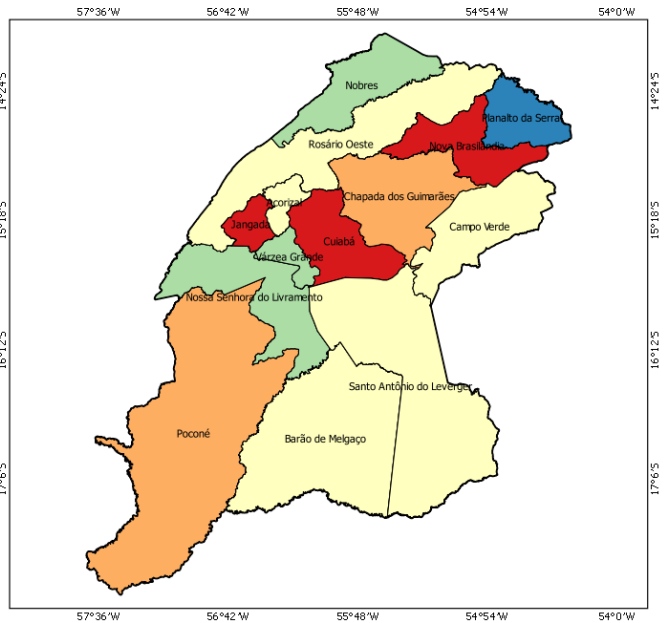 57°36'W 56°42'W 55°48'W 54°54'W 54°0'W
14°24'S 14°24'S
Nobres
Planalto da Serra
Rosário Oeste
Nova Brasilândia
Chapada dos Guimarães
Acorizal
15°18'S 15°18'S
Jangada
Campo Verde
Cuiabá
Várzea Grande
Nossa Senhora do Livramento
16°12'S 16°12'S
Santo Antônio do Leverger
Poconé
Barão de Melgaço
17°6'S 17°6'S
57°36'W 56°42'W 55°48'W 54°54'W 54°0'W